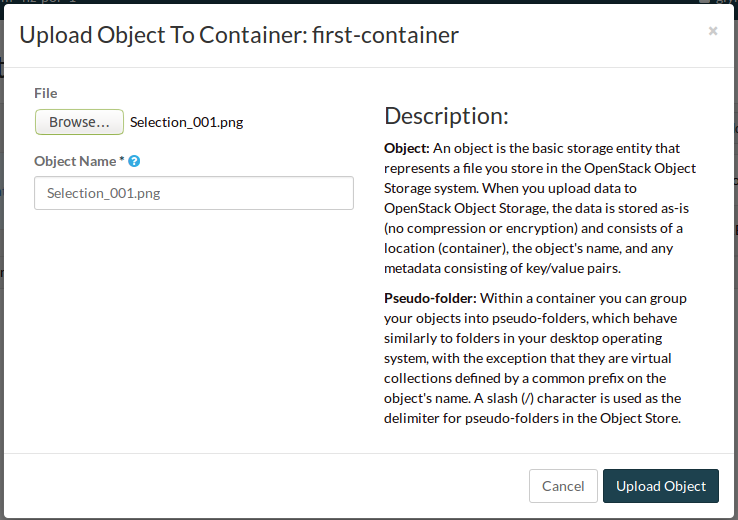 Upload Object To Container: first-container
×
File
Browse... Selection_001.png
Object Name * ?
Selection_001.png
Description:
Object: An object is the basic storage entity that
represents a file you store in the OpenStack Object
Storage system. When you upload data to
OpenStack Object Storage, the data is stored as-is
(no compression or encryption) and consists of a
location (container), the object's name, and any
metadata consisting of key/value pairs.
Pseudo-folder: Within a container you can group
your objects into pseudo-folders, which behave
similarly to folders in your desktop operating
system, with the exception that they are virtual
collections defined by a common prefix on the
object's name. A slash (/) character is used as the
delimiter for pseudo-folders in the Object Store.
Cancel
Upload Object